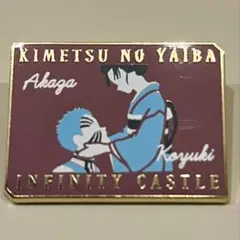 KIMETSU NO YAIBA
Akaza
Koyuki
INFINITY CASTLE